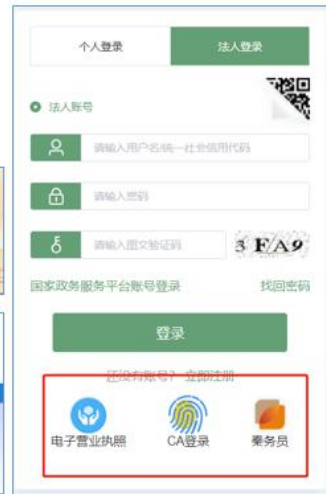 个人登录 法人登录
法人账号
请输入用户名/统一社会信用代码
请输入密码
请输入图文验证码 3 FA9
国家政务服务平台账号登录 找回密码
登录
还没有账号? 立即注册
电子营业执照 CA登录 秦务员